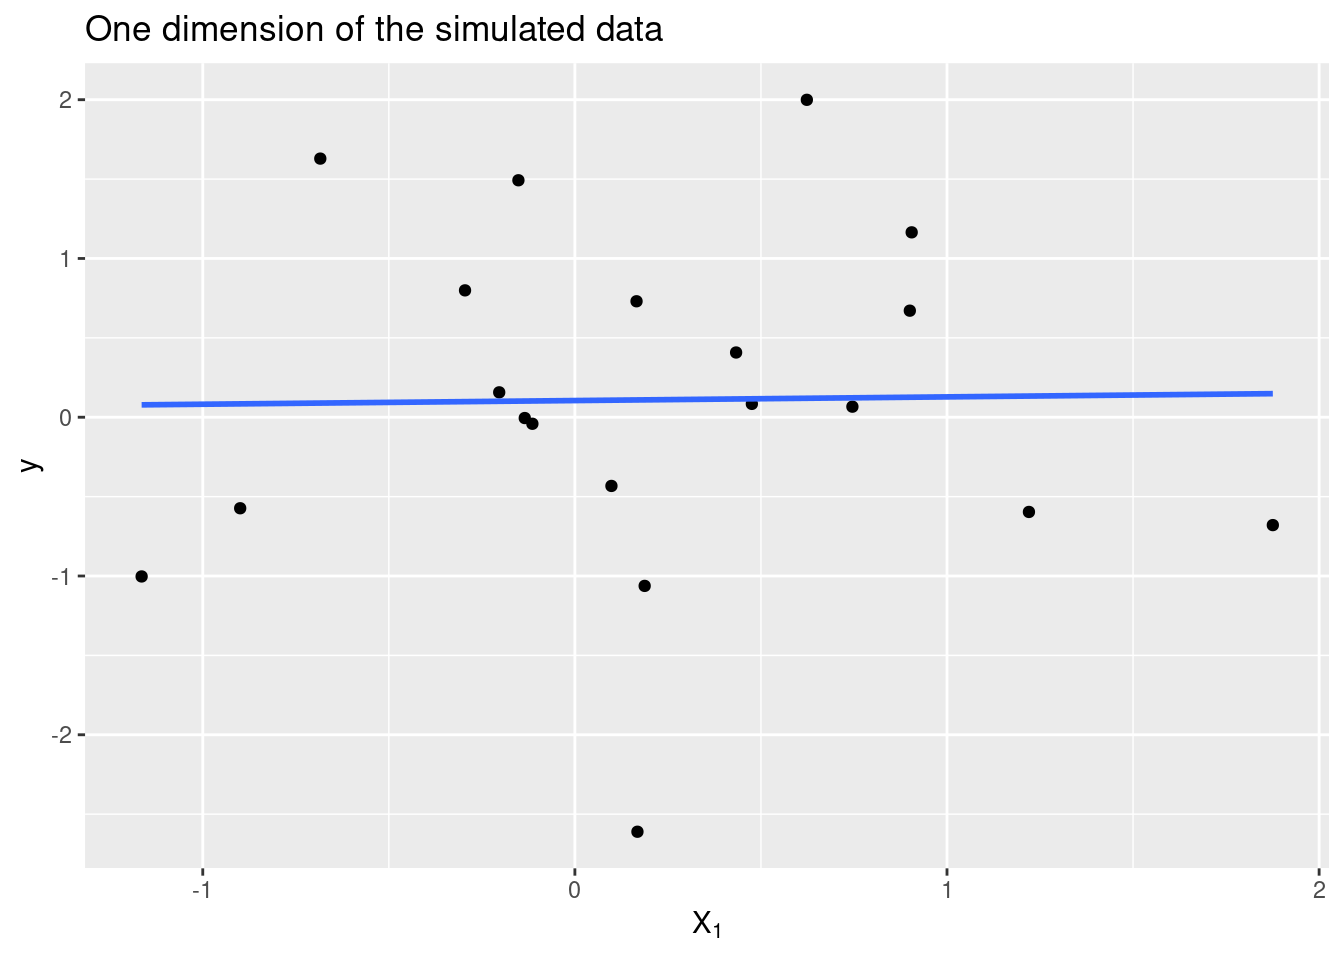 One dimension of the simulated data
2
1
0
-1
-2
y
-1 0 1 2
X₁